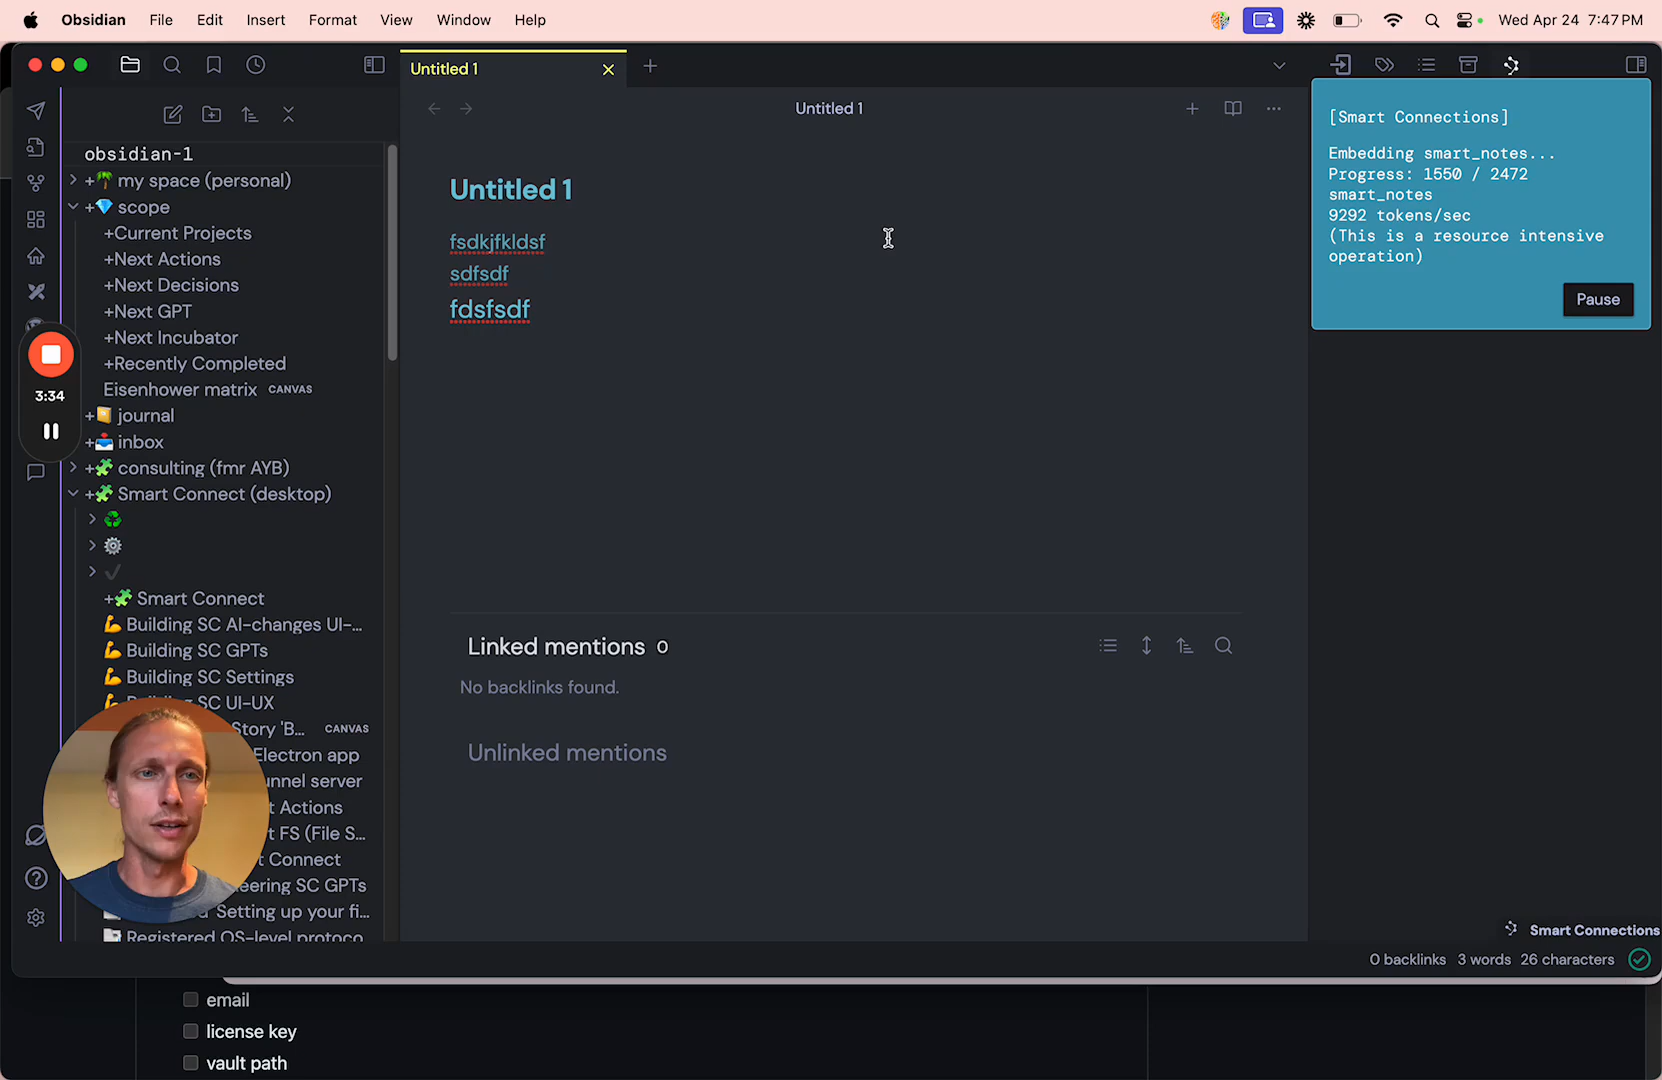 Obsidian File Edit Insert Format View Window Help
Wed Apr 24 7:47 PM
Untitled 1
Untitled 1
obsidian-1
+🌴 my space (personal)
+💎 scope
+Current Projects
+Next Actions
+Next Decisions
+Next GPT
+Next Incubator
+Recently Completed
Eisenhower matrix CANVAS
+📔 journal
+📥 inbox
+🧩 consulting (fmr AYB)
+🧩 Smart Connect (desktop)
+🧩 Smart Connect
💪 Building SC AI-changes UI-...
💪 Building SC GPTs
💪 Building SC Settings
SC UI-UX
Story 'B... CANVAS
Electron app
server
Actions
FS (File S...
Connect
SC GPTs
Setting up your fi...
Registered OS-level protoco
3:34
Untitled 1
fsdkjfkldsf
sdfsdf
fdsfsdf
Linked mentions 0
No backlinks found.
Unlinked mentions
[Smart Connections]
Embedding smart_notes...
Progress: 1550 / 2472
smart_notes
9292 tokens/sec
(This is a resource intensive
operation)
Pause
Smart Connections
0 backlinks 3 words 26 characters
email
license key
vault path